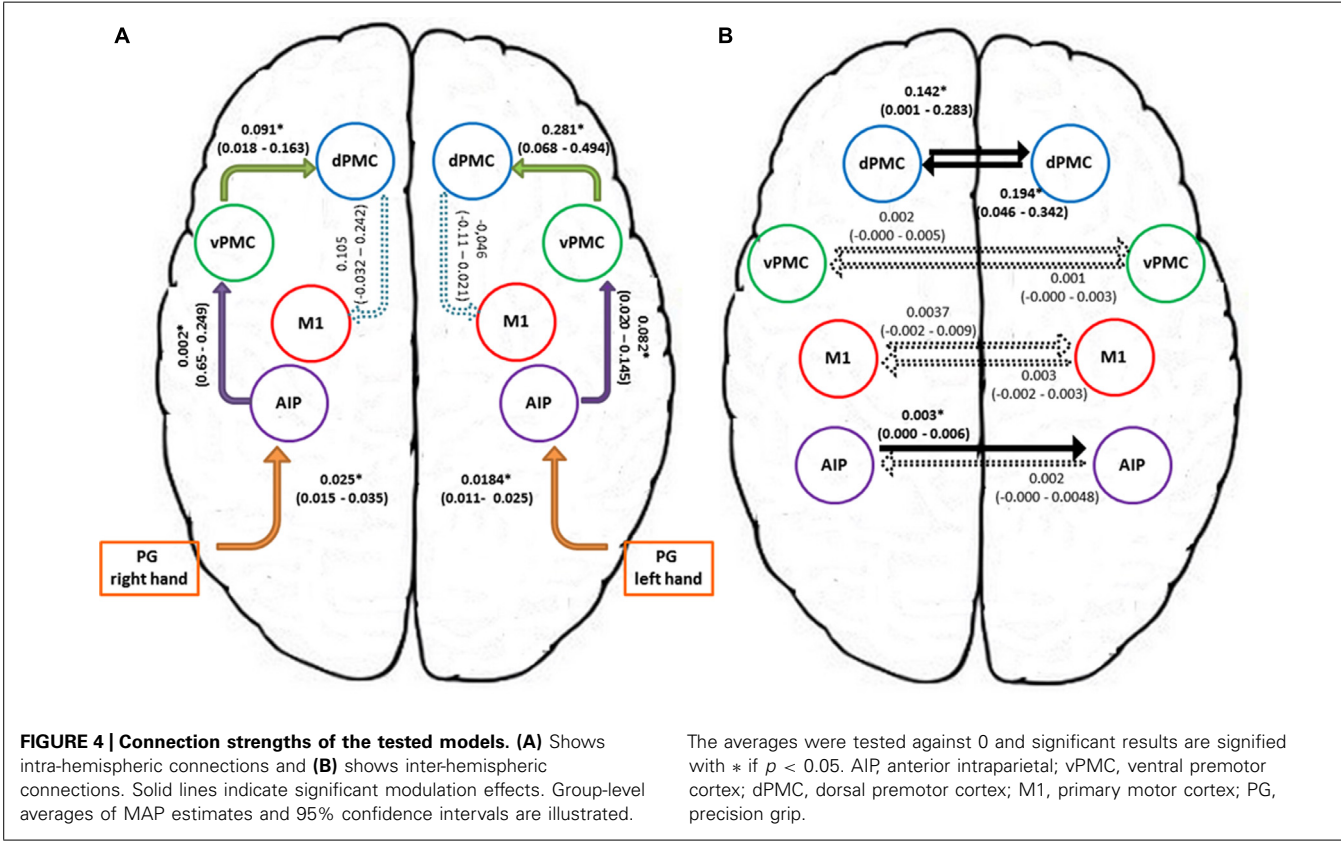 A
0.091*
(0.018 - 0.163)
0.281*
(0.068 - 0.494)
dPMC
dPMC
vPMC
vPMC
0.105
(-0.032 – 0.242)
-0,046
(-0.11 – 0.021)
M1
M1
0.002*
(0.65 - 0.249)
0.082*
(0.020 – 0.145)
AIP
AIP
0.025*
(0.015 - 0.035)
0.0184*
(0.011- 0.025)
PG
right hand
PG
left hand
B
0.142*
(0.001 - 0.283)
dPMC
dPMC
0.194*
(0.046 - 0.342)
0.002
(-0.000 - 0.005)
vPMC
vPMC
0.001
(-0.000 - 0.003)
0.0037
(-0.002 - 0.009)
M1
M1
0.003
(-0.002 - 0.003)
0.003*
(0.000 - 0.006)
AIP
AIP
0.002
(-0.000 - 0.0048)
FIGURE 4 | Connection strengths of the tested models. (A) Shows
intra-hemispheric connections and (B) shows inter-hemispheric
connections. Solid lines indicate significant modulation effects. Group-level
averages of MAP estimates and 95% confidence intervals are illustrated.
The averages were tested against 0 and significant results are signified
with * if p < 0.05. AIP, anterior intraparietal; vPMC, ventral premotor
cortex; dPMC, dorsal premotor cortex; M1, primary motor cortex; PG,
precision grip.